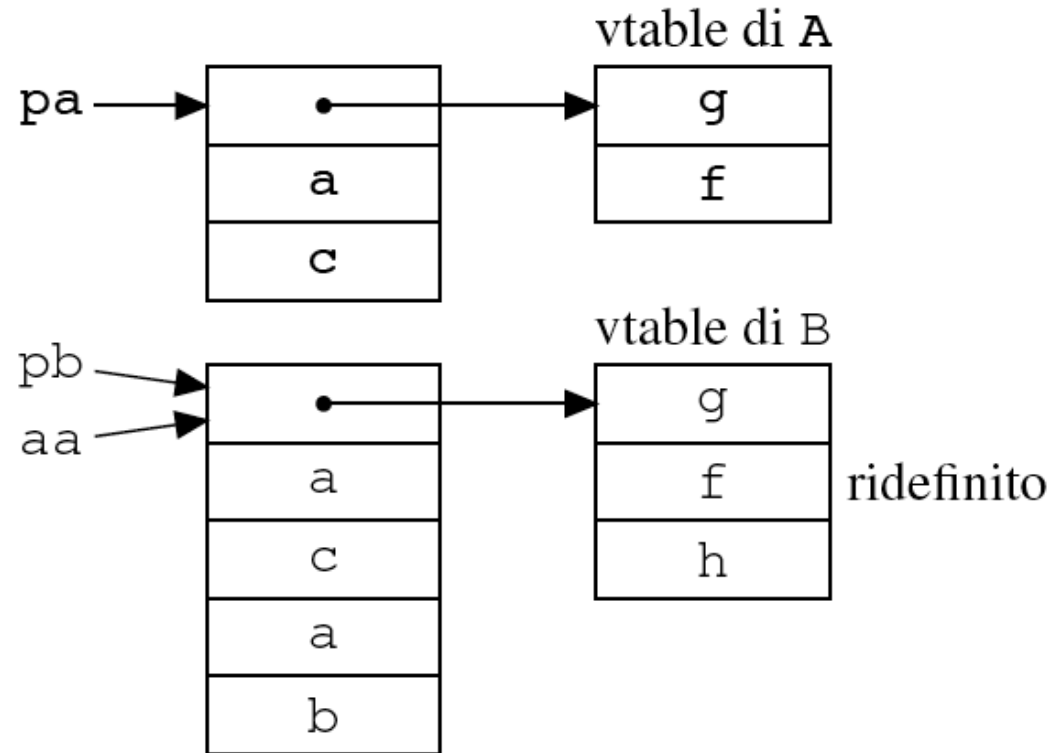 vtable di A
pa
g
a
f
c
vtable di B
pb
g
aa
a
f
ridefinito
c
h
a
b